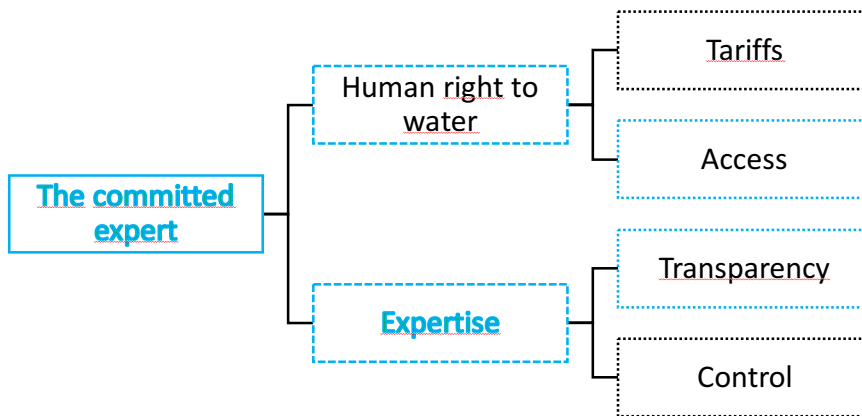 The committed
expert
Human right to
water
Tariffs
Access
Expertise
Transparency
Control